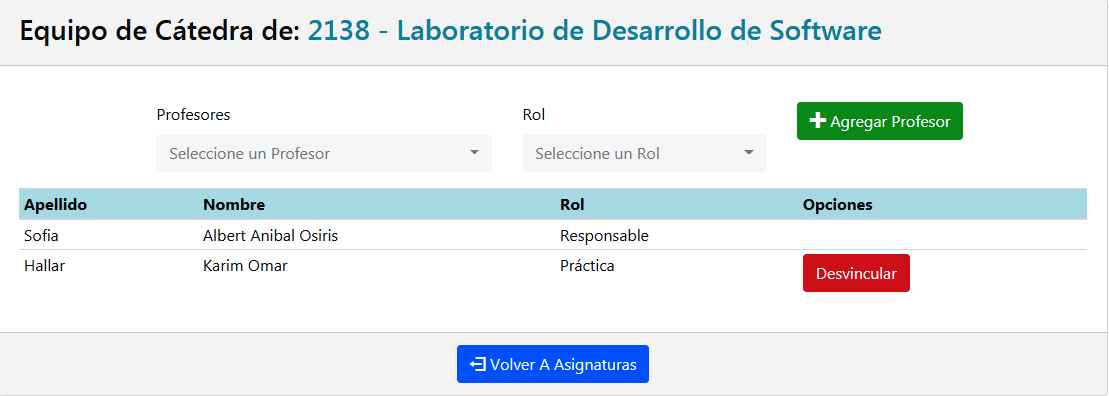 Equipo de Cátedra de: 2138 - Laboratorio de Desarrollo de Software
Profesores Rol
Agregar Profesor
Seleccione un Profesor Seleccione un Rol
Apellido Nombre Rol Opciones
Sofia Albert Anibal Osiris Responsable
Hallar Karim Omar Práctica Desvincular
Volver A Asignaturas